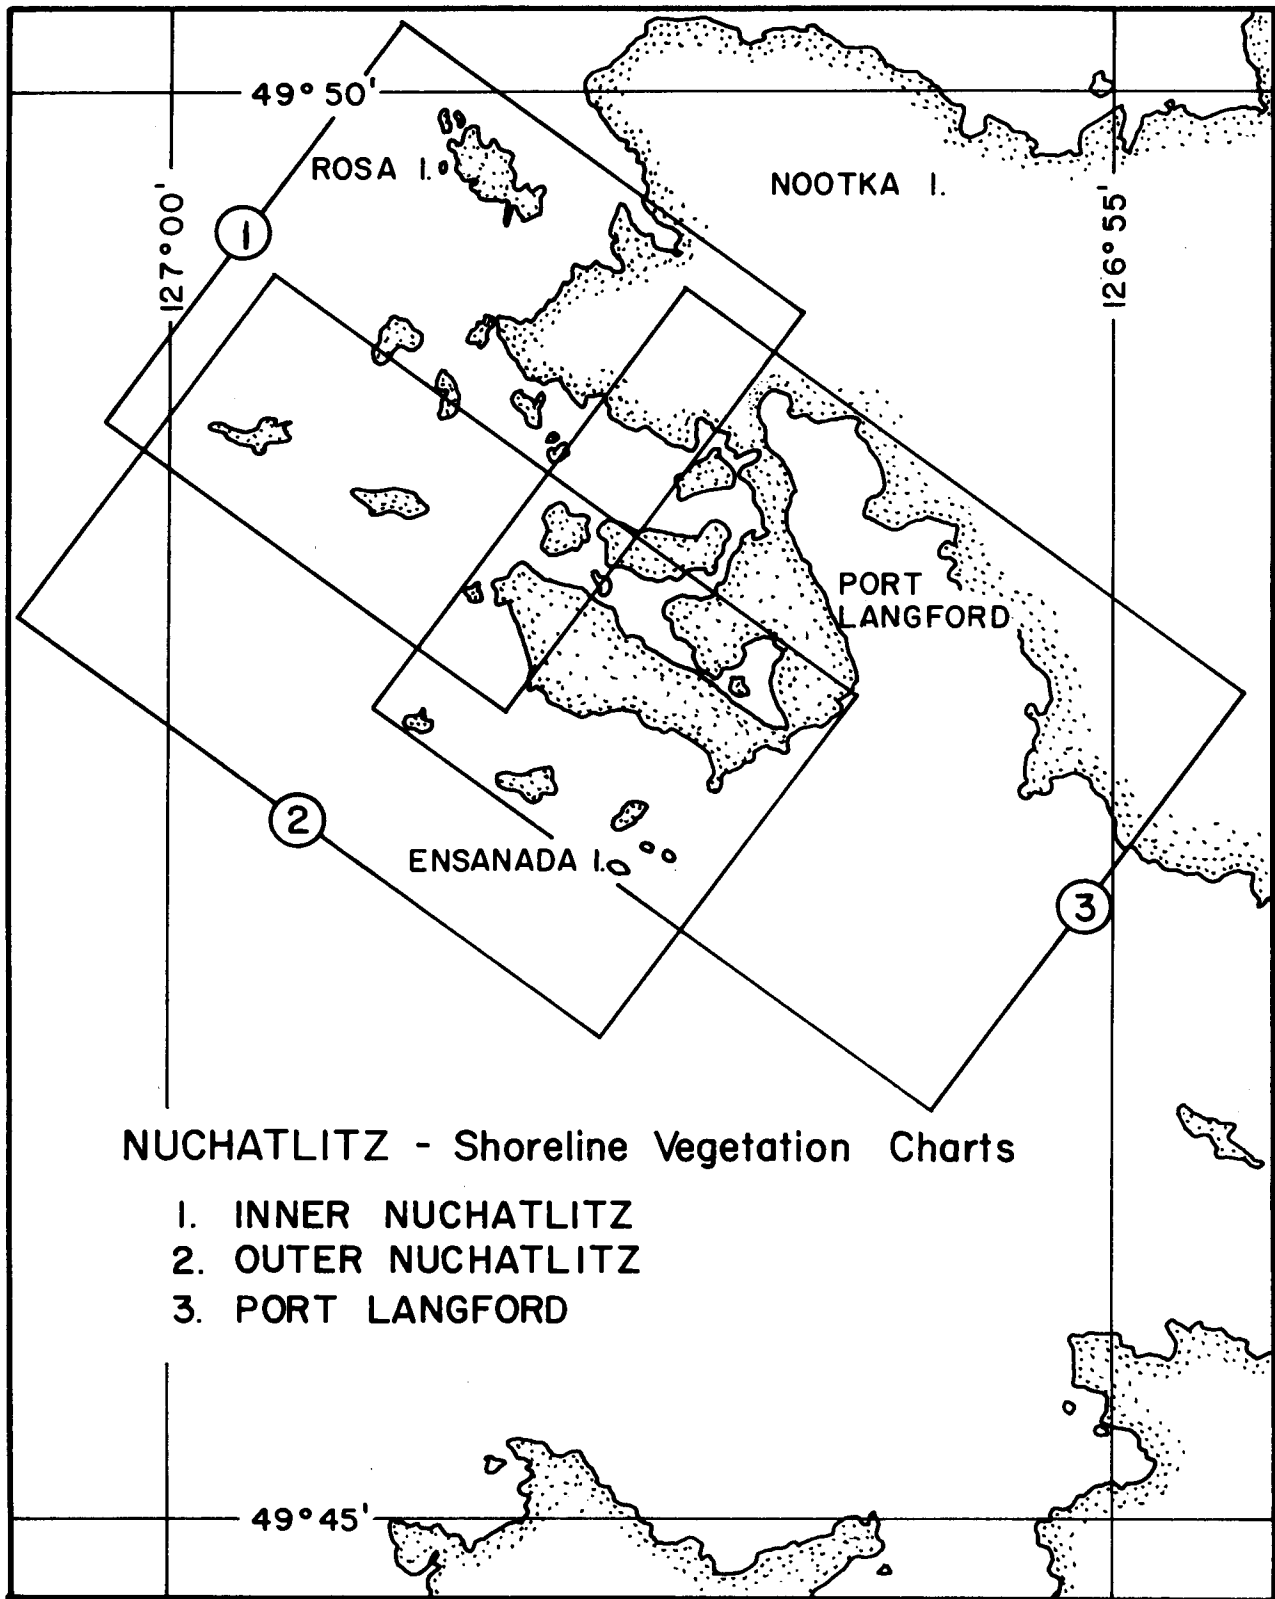 49° 50'
ROSA I.
NOOTKA I.
127° 00'
126° 55'
1
PORT
LANGFORD
2
ENSANADA I.
3
NUCHATLITZ - Shoreline Vegetation Charts
1. INNER NUCHATLITZ
2. OUTER NUCHATLITZ
3. PORT LANGFORD
49° 45'